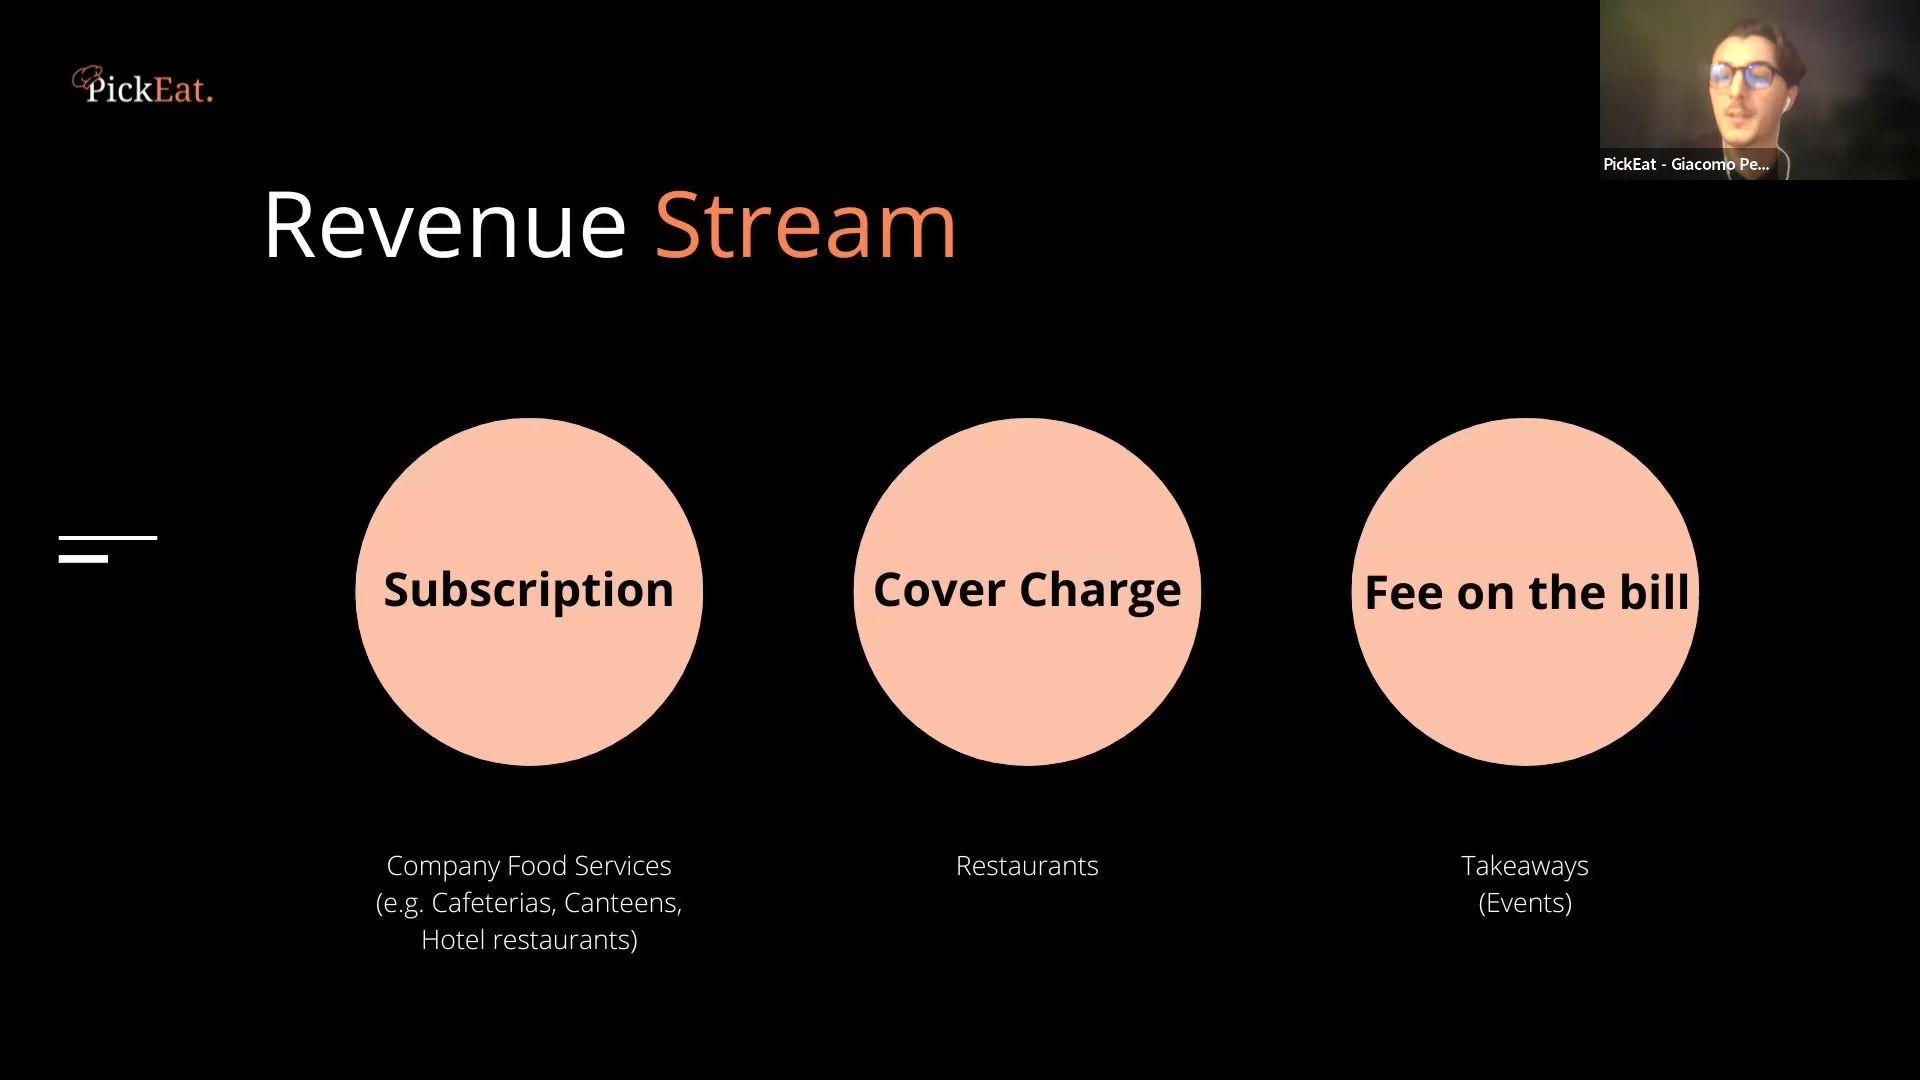 PickEat.
PickEat - Giacomo Pe...
Revenue Stream
Subscription
Cover Charge
Fee on the bill
Company Food Services
(e.g. Cafeterias, Canteens,
Hotel restaurants)
Restaurants
Takeaways
(Events)